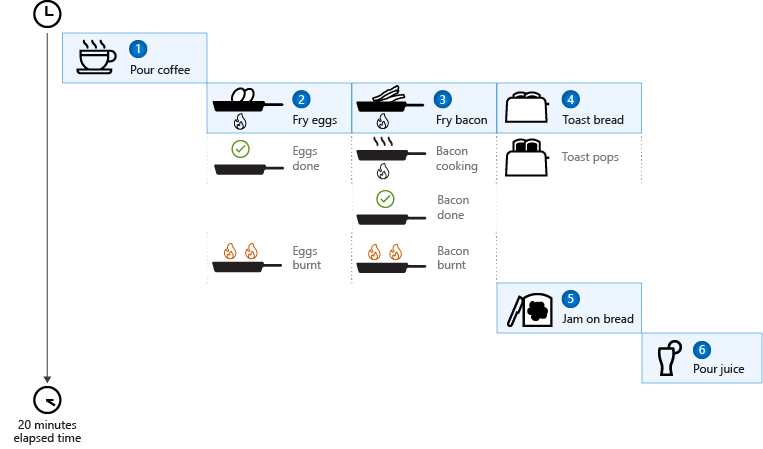 1
Pour coffee
2
Fry eggs
3
Fry bacon
4
Toast bread
Eggs
done
Bacon
cooking
Toast pops
Bacon
done
Eggs
burnt
Bacon
burnt
5
Jam on bread
6
Pour juice
20 minutes
elapsed time